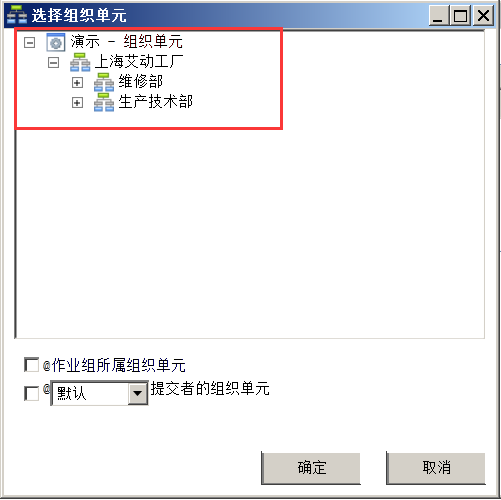 选择组织单元
演示 - 组织单元
上海艾动工厂
维修部
生产技术部
@作业组所属组织单元
@ 默认 提交者的组织单元
确定 取消